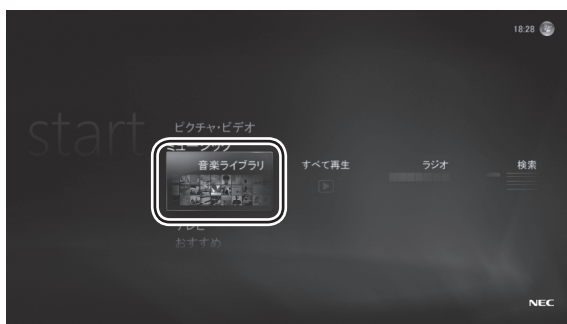 18:28
start
ピクチャ・ビデオ
ミュージック
音楽ライブラリ
すべて再生
ラジオ
検索
テレビ
おすすめ
NEC